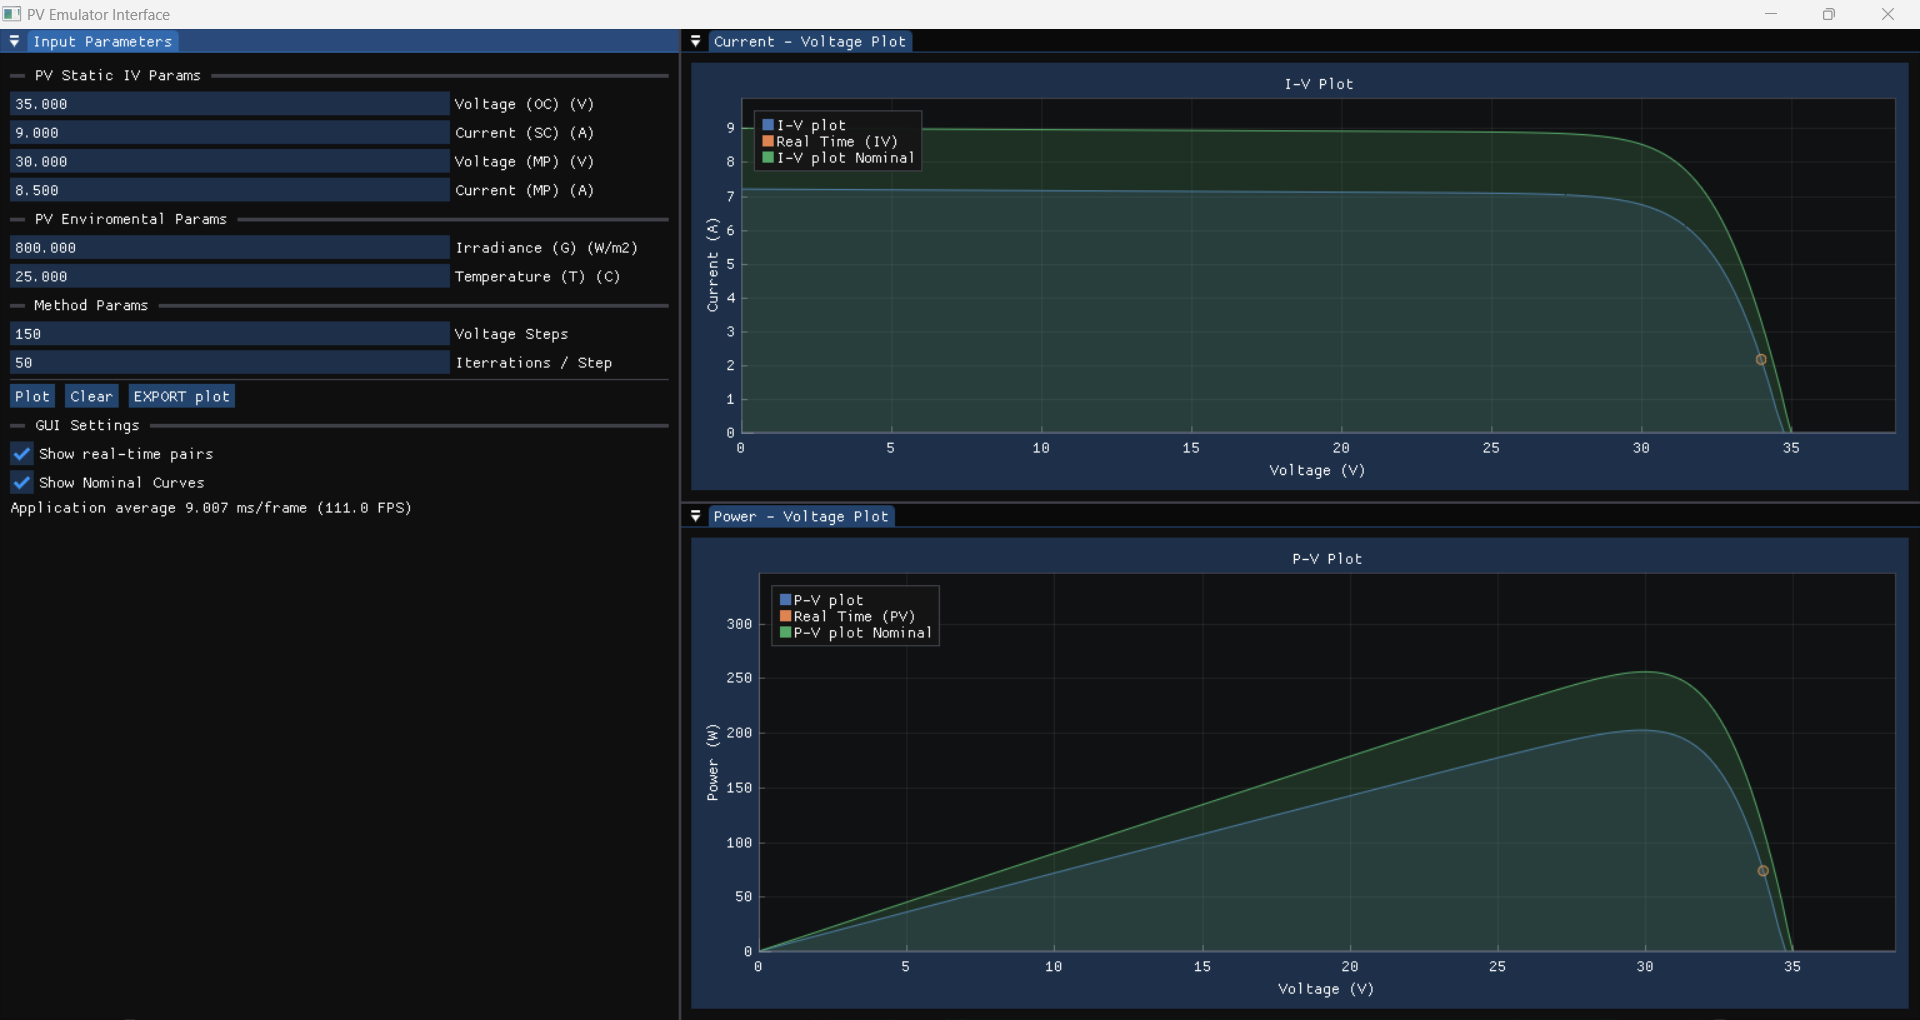 PV Emulator Interface
Input Parameters
PV Static IV Params
35.000 Voltage (OC) (V)
9.000 Current (SC) (A)
30.000 Voltage (MP) (V)
8.500 Current (MP) (A)
PV Enviromental Params
800.000 Irradiance (G) (W/m2)
25.000 Temperature (T) (C)
Method Params
150 Voltage Steps
50 Iterrations / Step
Plot Clear EXPORT plot
GUI Settings
Show real-time pairs
Show Nominal Curves
Application average 9.007 ms/frame (111.0 FPS)
Current - Voltage Plot
I-V Plot
I-V plot
Real Time (IV)
I-V plot Nominal
9
8
7
6
5
4
3
2
1
0
Current (A)
0 5 10 15 20 25 30 35
Voltage (V)
Power - Voltage Plot
P-V Plot
P-V plot
Real Time (PV)
P-V plot Nominal
300
250
200
150
100
50
0
Power (W)
0 5 10 15 20 25 30 35
Voltage (V)